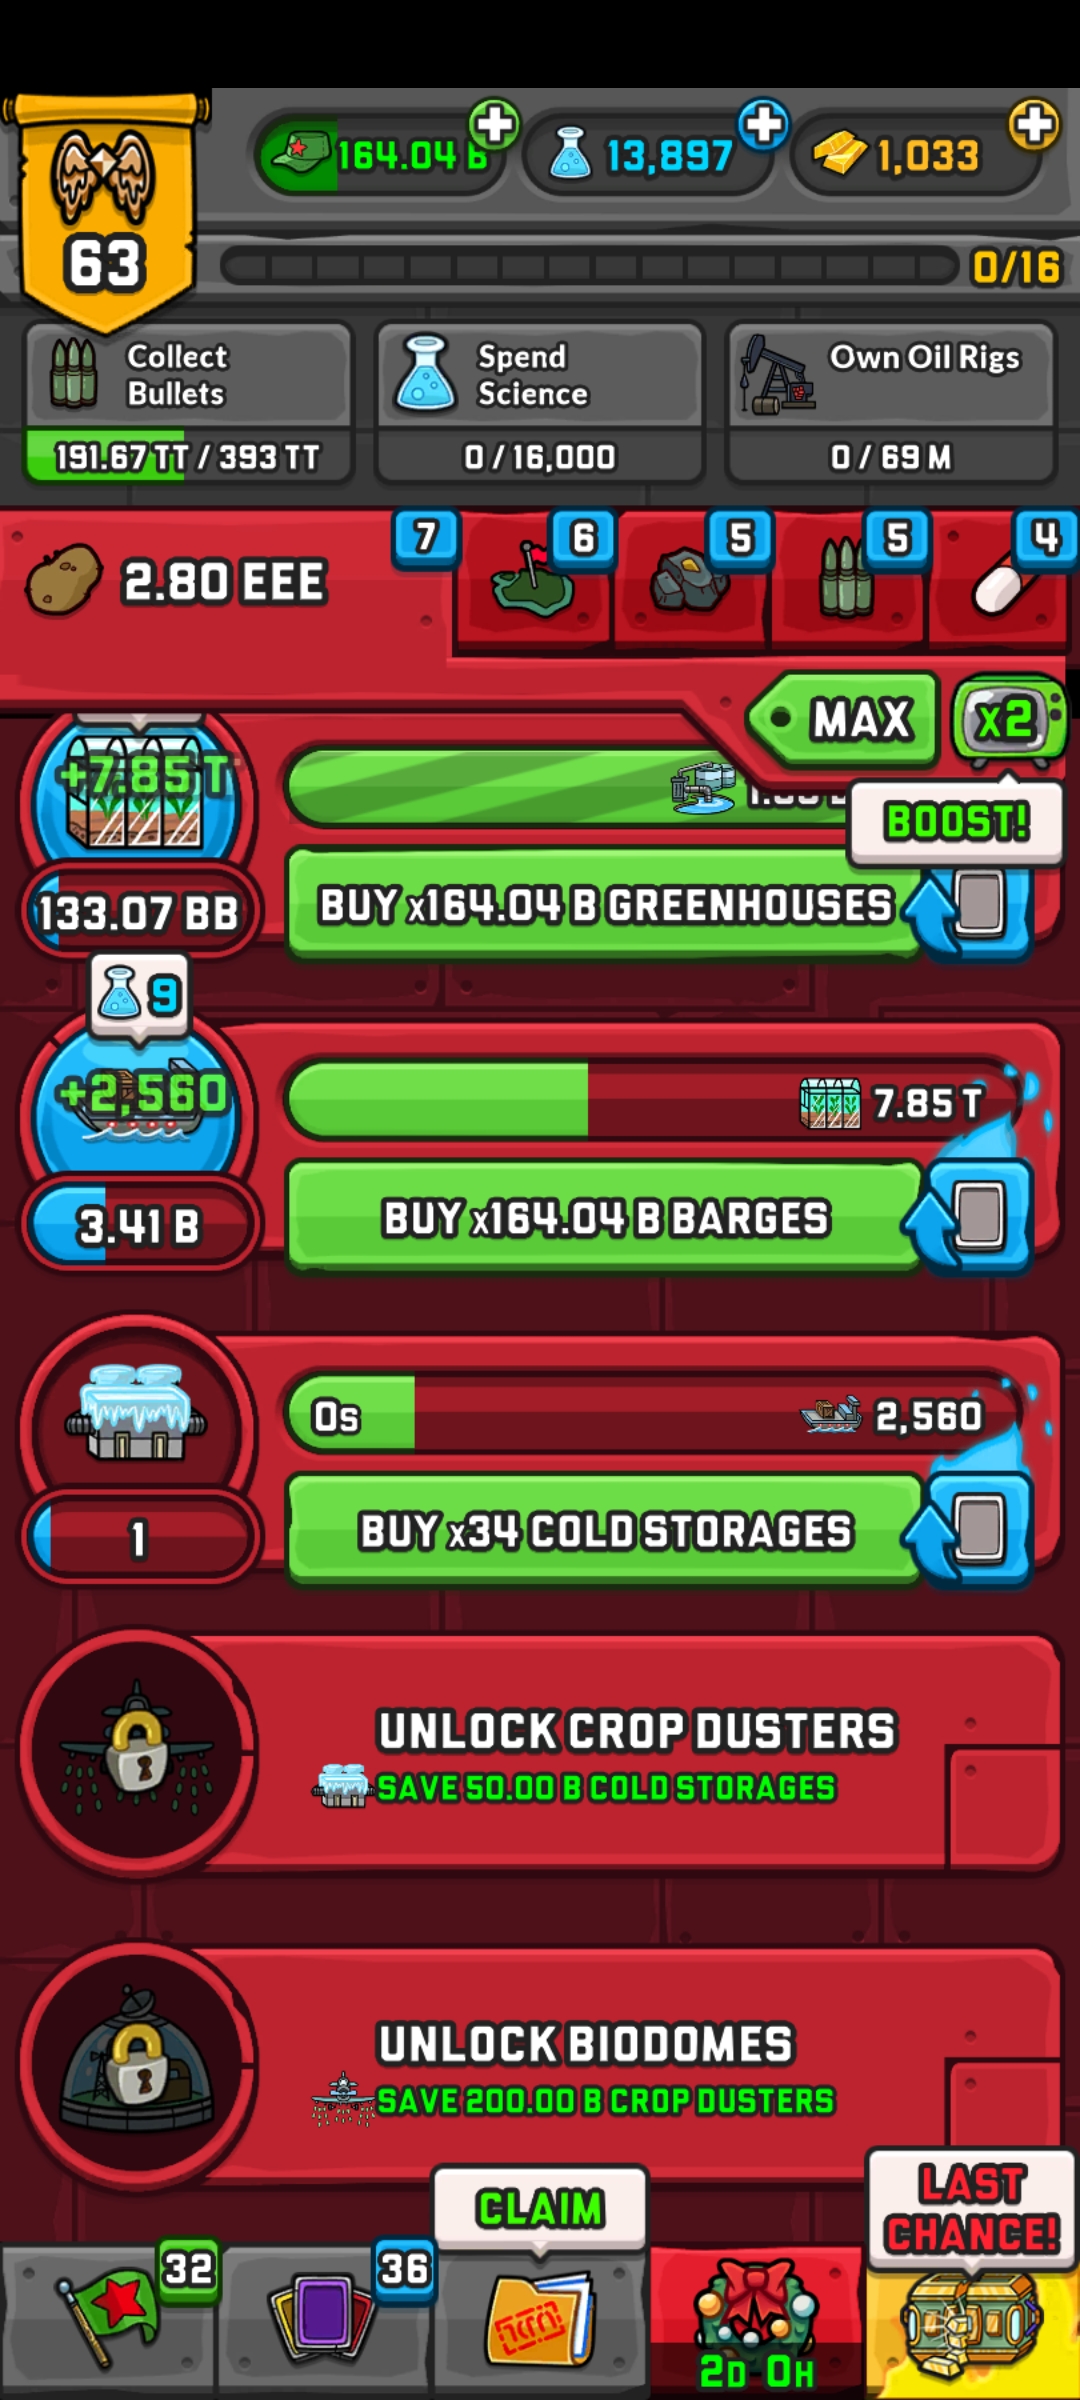 164.04 B
13,897
1,033
63
0/16
Collect
Bullets
191.67 TT / 393 TT
Spend
Science
0 / 16,000
Own Oil Rigs
0 / 69 M
2.80 EEE
7
6
5
5
4
MAX
x2
BOOST!
+7.85 T
133.07 BB
BUY x164.04 B GREENHOUSES
9
+2,560
7.85 T
3.41 B
BUY x164.04 B BARGES
0s
2,560
1
BUY x34 COLD STORAGES
UNLOCK CROP DUSTERS
SAVE 50.00 B COLD STORAGES
UNLOCK BIODOMES
SAVE 200.00 B CROP DUSTERS
CLAIM
LAST
CHANCE!
32
36
2D 0H